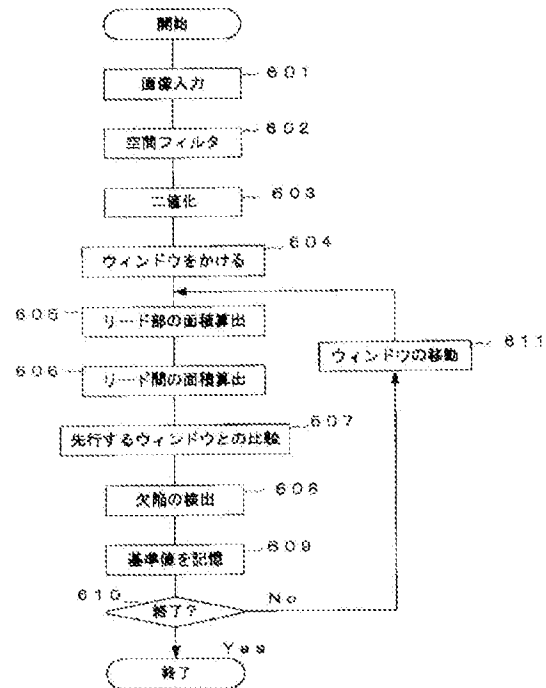 開始
画像入力
601
空間フィルタ
602
二値化
603
ウィンドウをかける
604
605
リード部の面積算出
606
リード間の面積算出
ウィンドウの移動
611
先行するウィンドウとの比較
607
欠陥の検出
608
基準値を記憶
609
610
終了?
No
Yes
終了